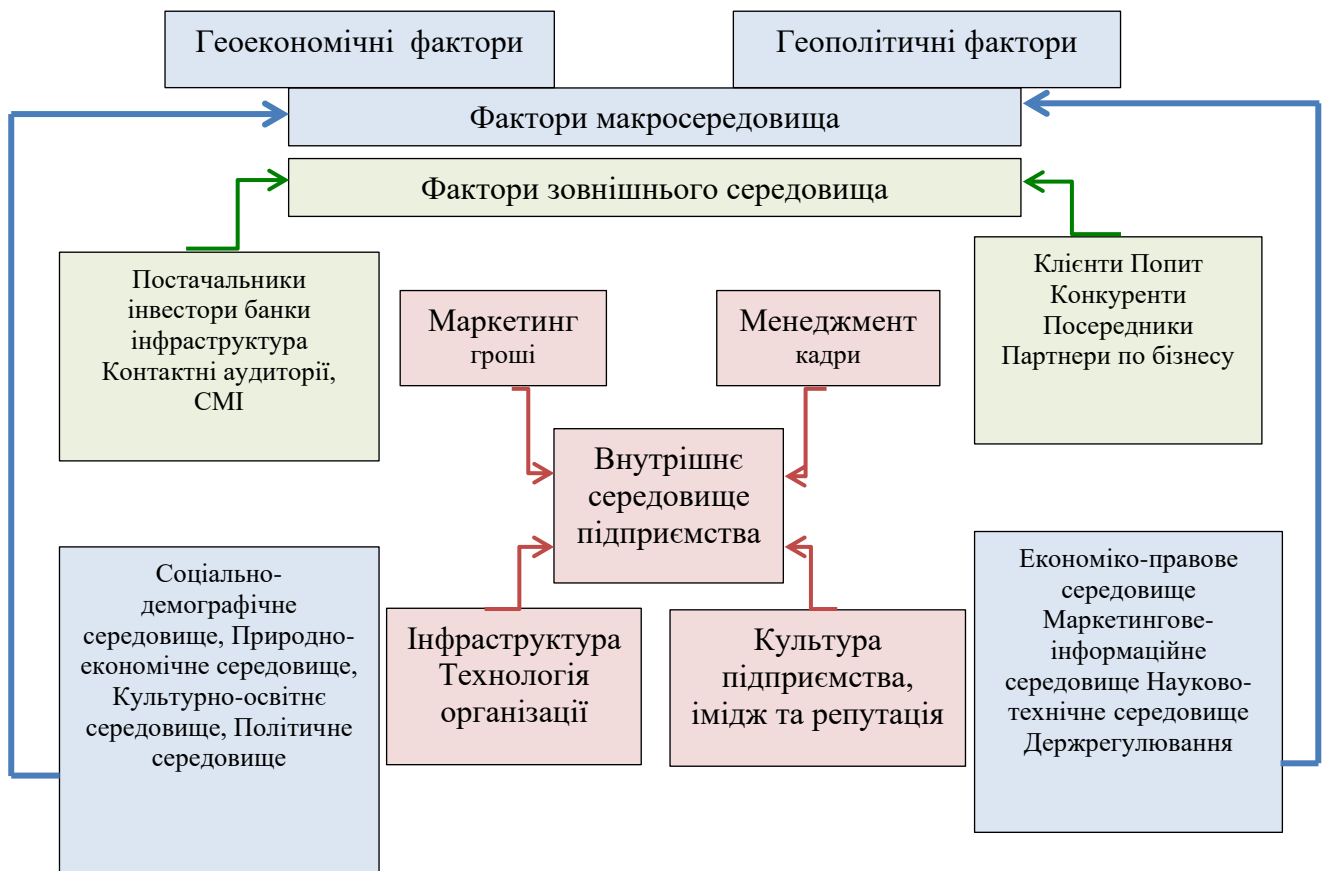 Геоекономічні фактори
Геополітичні фактори
Фактори макросередовища
Фактори зовнішнього середовища
Постачальники
інвестори банки
інфраструктура
Контактні аудиторії,
СМІ
Маркетинг
гроші
Менеджмент
кадри
Клієнти Попит
Конкуренти
Посередники
Партнери по бізнесу
Внутрішнє
середовище
підприємства
Соціально-
демографічне
середовище, Природно-
економічне середовище,
Культурно-освітнє
середовище, Політичне
середовище
Інфраструктура
Технологія
організації
Культура
підприємства,
імідж та репутація
Економіко-правове
середовище
Маркетингове-
інформаційне
середовище Науково-
технічне середовище
Держрегулювання